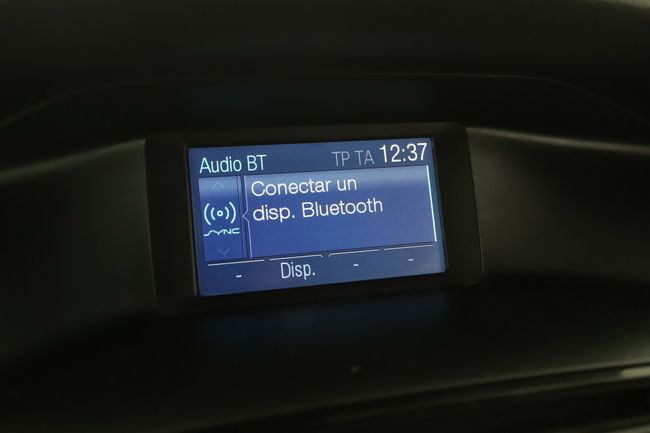 Audio BT TP TA 12:37
Conectar un
disp. Bluetooth
SYNC
- Disp. - -